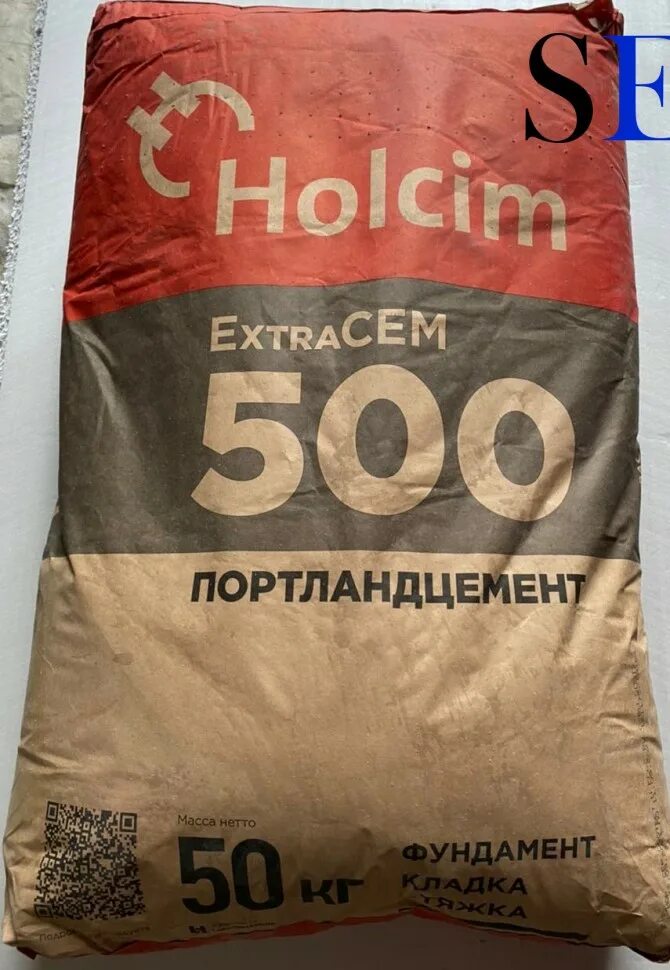 SE
Holcim
EXTRACEM
500
ПОРТЛАНДЦЕМЕНТ
Масса нетто
50 кг
ФУНДАМЕНТ
КЛАДКА
СТЯЖКА